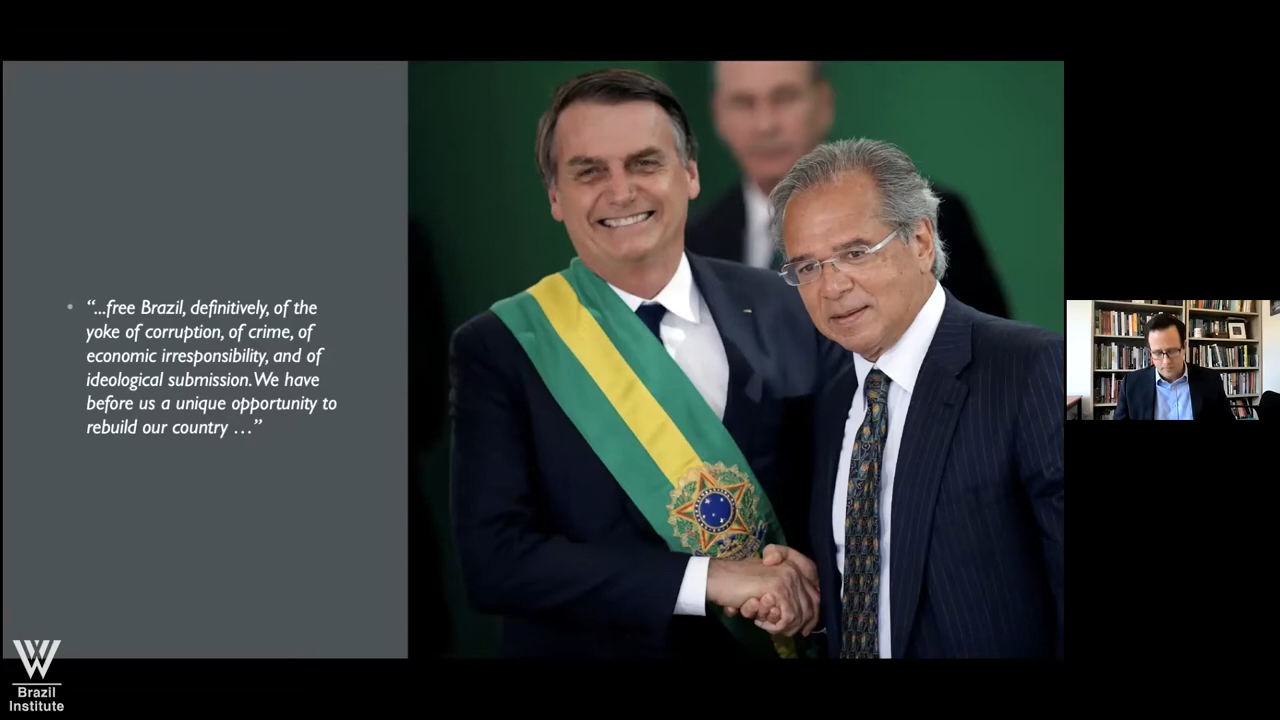 “...free Brazil, definitively, of the
yoke of corruption, of crime, of
economic irresponsibility, and of
ideological submission. We have
before us a unique opportunity to
rebuild our country …”
W
Brazil
Institute